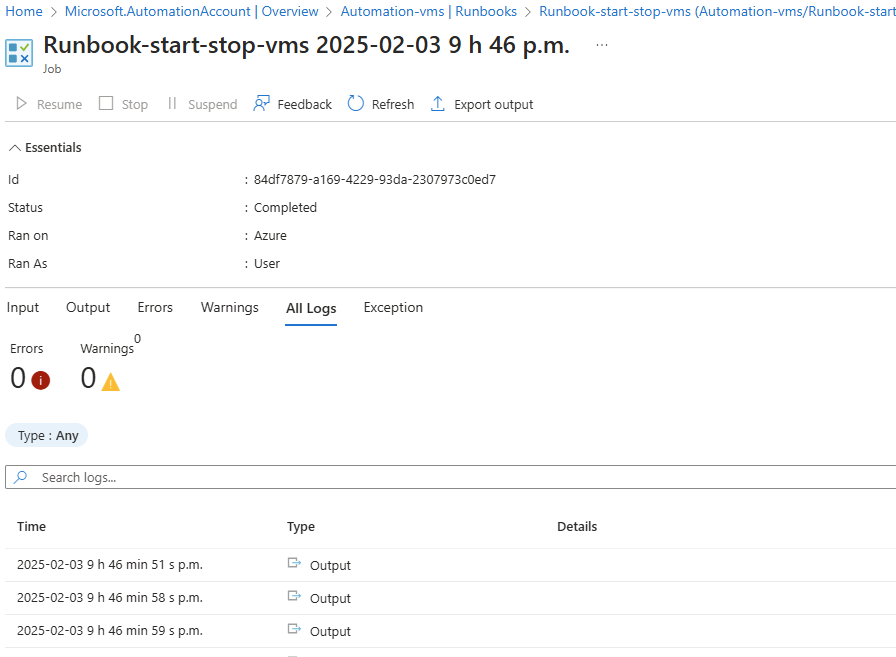 Home > Microsoft.AutomationAccount | Overview > Automation-vms | Runbooks > Runbook-start-stop-vms (Automation-vms/Runbook-start
Runbook-start-stop-vms 2025-02-03 9 h 46 p.m. ...
Job
Resume Stop Suspend Feedback Refresh Export output
Essentials
Id : 84df7879-a169-4229-93da-2307973c0ed7
Status : Completed
Ran on : Azure
Ran As : User
Input Output Errors Warnings All Logs Exception
Errors Warnings 0
0 0
Type : Any
Search logs...
Time Type Details
2025-02-03 9 h 46 min 51 s p.m. Output
2025-02-03 9 h 46 min 58 s p.m. Output
2025-02-03 9 h 46 min 59 s p.m. Output